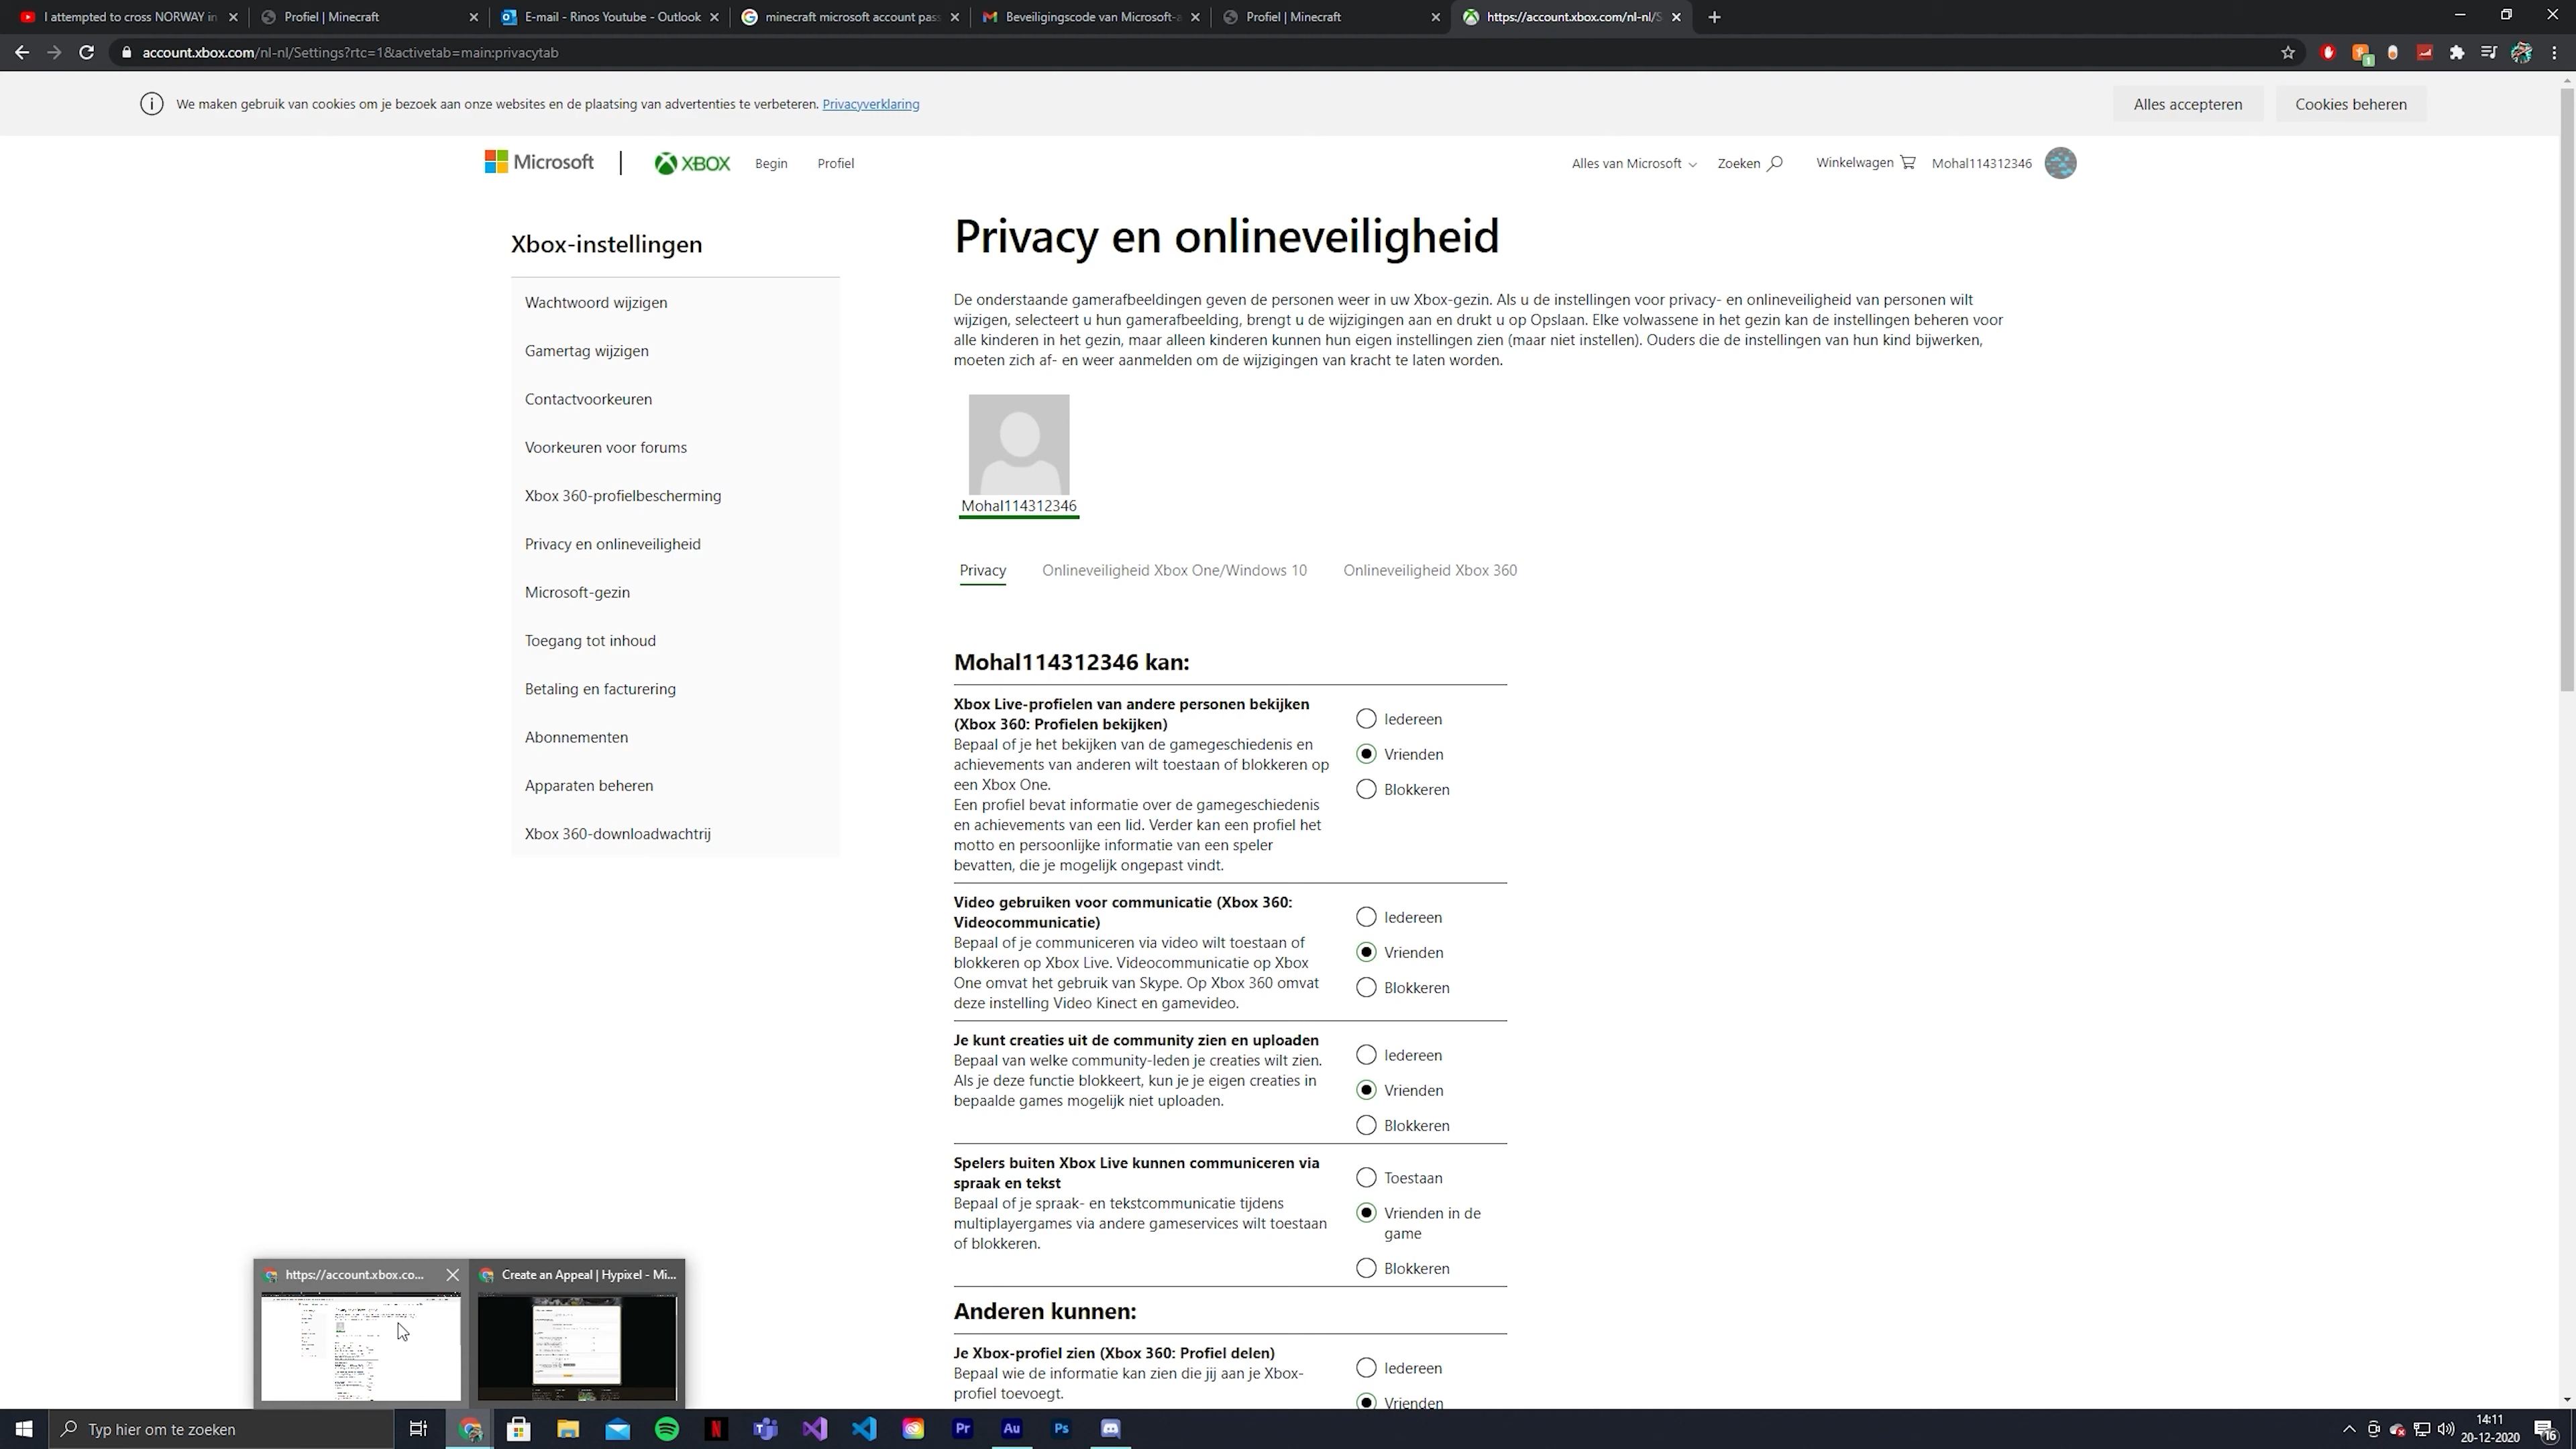 I attempted to cross NORWAY in
Profiel | Minecraft
E-mail - Rinos Youtube - Outlook
minecraft microsoft account pas
Beveiligingscode van Microsoft-a
Profiel | Minecraft
https://account.xbox.com/nl-nl/S
account.xbox.com/nl-nl/Settings?rtc=1&activetab=main:privacytab
We maken gebruik van cookies om je bezoek aan onze websites en de plaatsing van advertenties te verbeteren. Privacyverklaring
Alles accepteren
Cookies beheren
Microsoft
XBOX
Begin
Profiel
Alles van Microsoft
Zoeken
Winkelwagen
Mohal114312346
Xbox-instellingen
Wachtwoord wijzigen
Gamertag wijzigen
Contactvoorkeuren
Voorkeuren voor forums
Xbox 360-profielbescherming
Privacy en onlineveiligheid
Microsoft-gezin
Toegang tot inhoud
Betaling en facturering
Abonnementen
Apparaten beheren
Xbox 360-downloadwachtrij
Privacy en onlineveiligheid
De onderstaande gamerafbeeldingen geven de personen weer in uw Xbox-gezin. Als u de instellingen voor privacy- en onlineveiligheid van personen wilt
wijzigen, selecteert u hun gamerafbeelding, brengt u de wijzigingen aan en drukt u op Opslaan. Elke volwassene in het gezin kan de instellingen beheren voor
alle kinderen in het gezin, maar alleen kinderen kunnen hun eigen instellingen zien (maar niet instellen). Ouders die de instellingen van hun kind bijwerken,
moeten zich af- en weer aanmelden om de wijzigingen van kracht te laten worden.
Mohal114312346
Privacy
Onlineveiligheid Xbox One/Windows 10
Onlineveiligheid Xbox 360
Mohal114312346 kan:
Xbox Live-profielen van andere personen bekijken
(Xbox 360: Profielen bekijken)
Bepaal of je het bekijken van de gamegeschiedenis en
achievements van anderen wilt toestaan of blokkeren op
een Xbox One.
Een profiel bevat informatie over de gamegeschiedenis
en achievements van een lid. Verder kan een profiel het
motto en persoonlijke informatie van een speler
bevatten, die je mogelijk ongepast vindt.
Iedereen
Vrienden
Blokkeren
Video gebruiken voor communicatie (Xbox 360:
Videocommunicatie)
Bepaal of je communiceren via video wilt toestaan of
blokkeren op Xbox Live. Videocommunicatie op Xbox
One omvat het gebruik van Skype. Op Xbox 360 omvat
deze instelling Video Kinect en gamevideo.
Iedereen
Vrienden
Blokkeren
Je kunt creaties uit de community zien en uploaden
Bepaal van welke community-leden je creaties wilt zien.
Als je deze functie blokkeert, kun je je eigen creaties in
bepaalde games mogelijk niet uploaden.
Iedereen
Vrienden
Blokkeren
Spelers buiten Xbox Live kunnen communiceren via
spraak en tekst
Bepaal of je spraak- en tekstcommunicatie tijdens
multiplayergames via andere gameservices wilt toestaan
of blokkeren.
Toestaan
Vrienden in de
game
Blokkeren
Anderen kunnen:
Je Xbox-profiel zien (Xbox 360: Profiel delen)
Bepaal wie de informatie kan zien die jij aan je Xbox-
profiel toevoegt.
Iedereen
Vrienden
https://account.xbox.co...
Create an Appeal | Hypixel - Mi...
Typ hier om te zoeken
14:11
20-12-2020
16